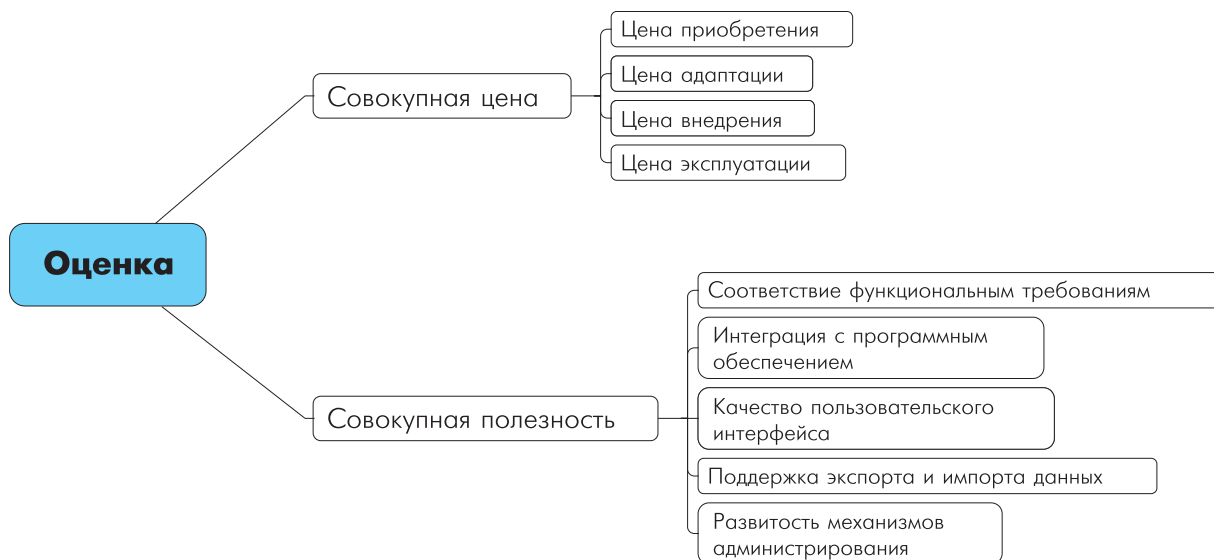 Оценка
Совокупная цена
Цена приобретения
Цена адаптации
Цена внедрения
Цена эксплуатации
Совокупная полезность
Соответствие функциональным требованиям
Интеграция с программным
обеспечением
Качество пользовательского
интерфейса
Поддержка экспорта и импорта данных
Развитость механизмов
администрирования